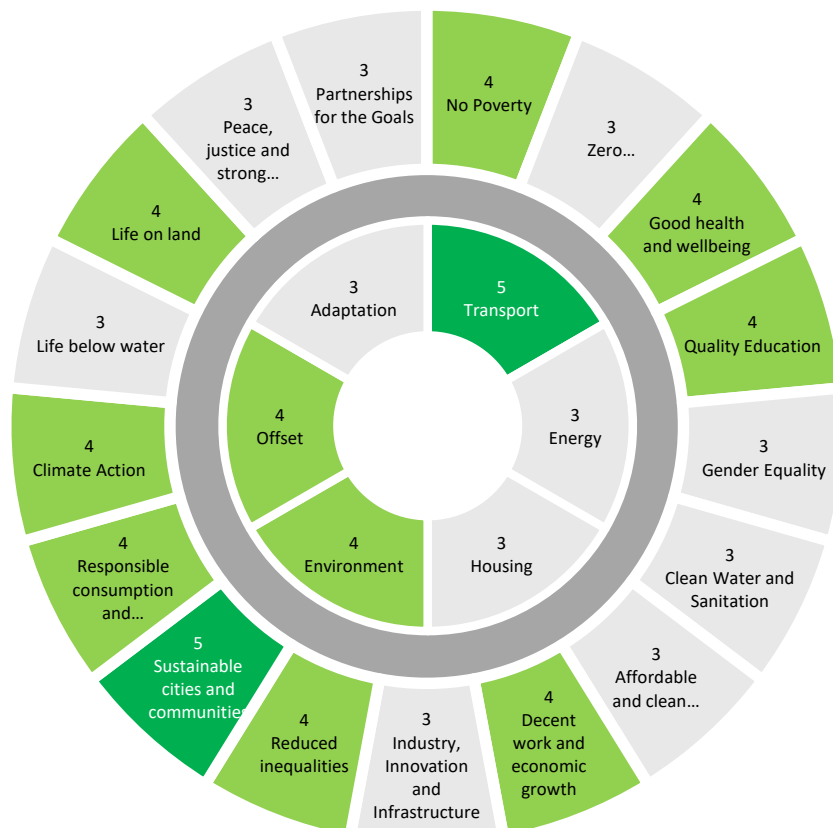 4
No Poverty
3
Zero...
4
Good health
and wellbeing
4
Quality Education
3
Gender Equality
3
Clean Water and
Sanitation
3
Affordable
and clean...
4
Decent
work and
economic
growth
3
Industry,
Innovation
and
Infrastructure
4
Reduced
inequalities
5
Sustainable
cities and
communities
4
Responsible
consumption
and...
4
Climate Action
3
Life below water
4
Life on land
3
Peace,
justice and
strong...
3
Partnerships
for the Goals
5
Transport
3
Energy
3
Housing
4
Environment
4
Offset
3
Adaptation